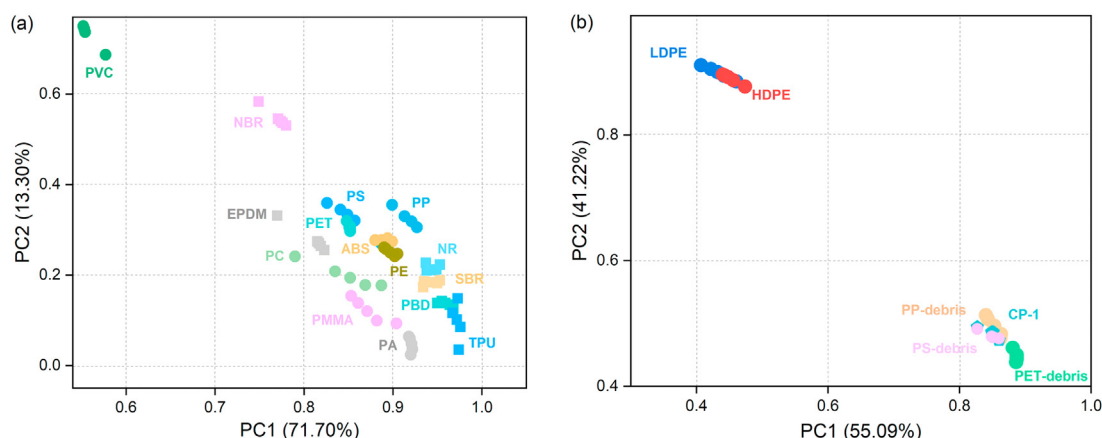 (a)
PVC
NBR
EPDM
PS
PP
PET
ABS
PC
PE
NR
SBR
PBD
PMMA
PA
TPU
0.6
0.4
0.2
0.0
PC2 (13.30%)
0.6
0.7
0.8
0.9
1.0
PC1 (71.70%)
(b)
LDPE
HDPE
PP-debris
CP-1
PS-debris
PET-debris
0.8
0.6
0.4
PC2 (41.22%)
0.4
0.6
0.8
1.0
PC1 (55.09%)